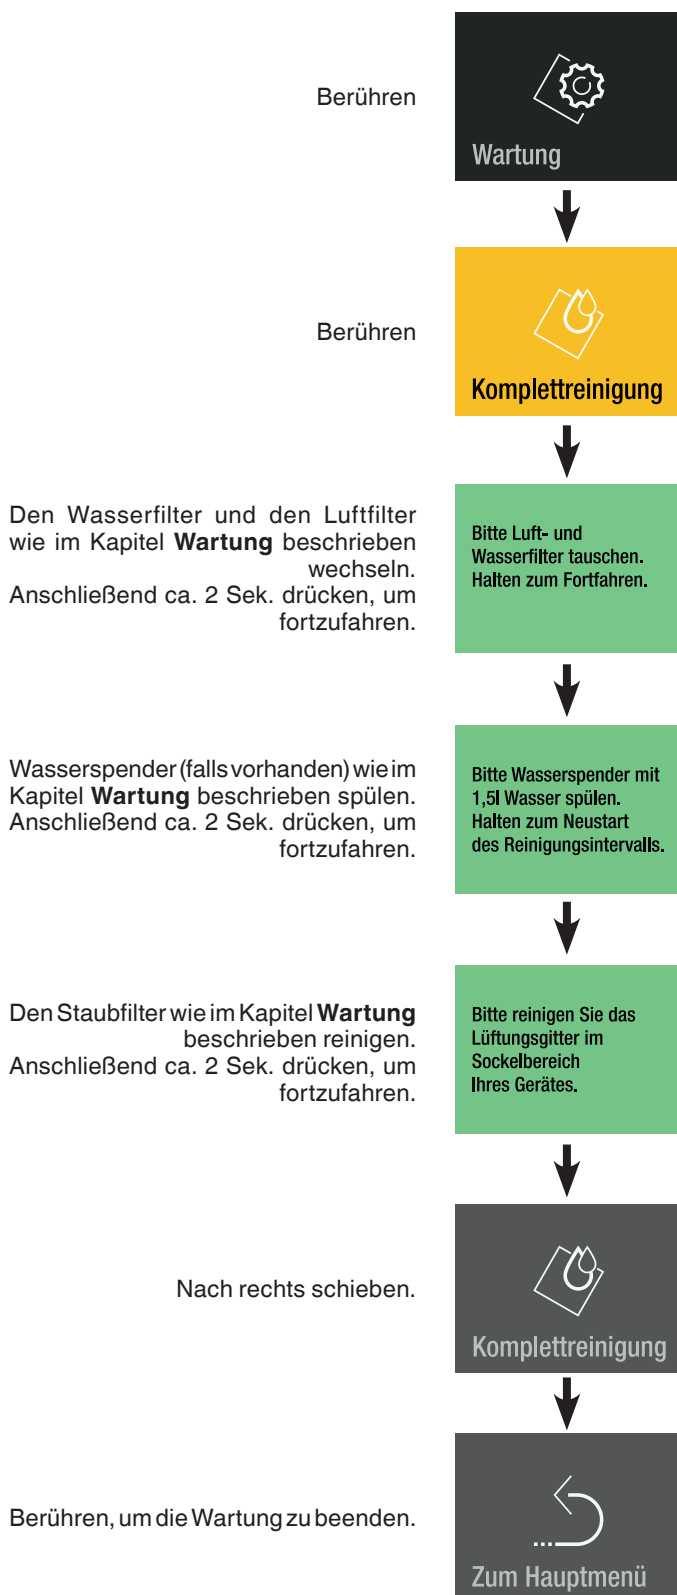 Berühren
Wartung
Berühren
Komplettreinigung
Den Wasserfilter und den Luftfilter
wie im Kapitel Wartung beschrieben
wechseln.
Anschließend ca. 2 Sek. drücken, um
fortzufahren.
Bitte Luft- und
Wasserfilter tauschen.
Halten zum Fortfahren.
Wasserspender (falls vorhanden) wie im
Kapitel Wartung beschrieben spülen.
Anschließend ca. 2 Sek. drücken, um
fortzufahren.
Bitte Wasserspender mit
1,5l Wasser spülen.
Halten zum Neustart
des Reinigungsintervalls.
Den Staubfilter wie im Kapitel Wartung
beschrieben reinigen.
Anschließend ca. 2 Sek. drücken, um
fortzufahren.
Bitte reinigen Sie das
Lüftungsgitter im
Sockelbereich
Ihres Gerätes.
Nach rechts schieben.
Komplettreinigung
Berühren, um die Wartung zu beenden.
Zum Hauptmenü